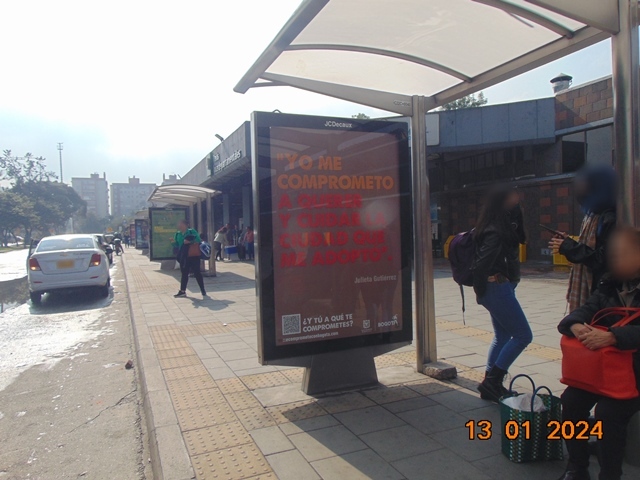 JCDecaux
"YO ME
COMPROMETO
A
Y CUIDAR LA
CIUDAD QUE
ME ADOPTÓ".
Julieta Gutiérrez
¿Y TÚ A QUÉ TE
COMPROMETES?
BOGOTÁ
13 01 2024